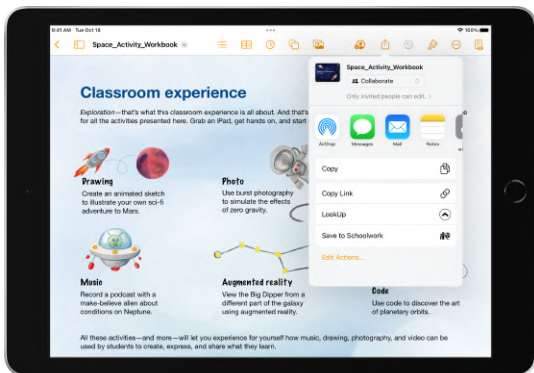 9:41 AM Tue Oct 18
100%
Space_Activity_Workbook
Space_Activity_Workbook
Collaborate
Only invited people can edit. >
AirDrop
Messages
Mail
Notes
Copy
Copy Link
LookUp
Save to Schoolwork
Edit Actions...
Classroom experience
Exploration—that's what this classroom experience is all about. And that's
for all the activities presented here. Grab an iPad, get hands on, and start
Drawing
Create an animated sketch
to illustrate your own sci-fi
adventure to Mars.
Photo
Use burst photography
to simulate the effects
of zero gravity.
Music
Record a podcast with a
make-believe alien about
conditions on Neptune.
Augmented reality
View the Big Dipper from a
different part of the galaxy
using augmented reality.
Code
Use code to discover the art
of planetary orbits.
All these activities—and more—will let you experience for yourself how music, drawing, photography, and video can be
used by students to create, express, and share what they learn.